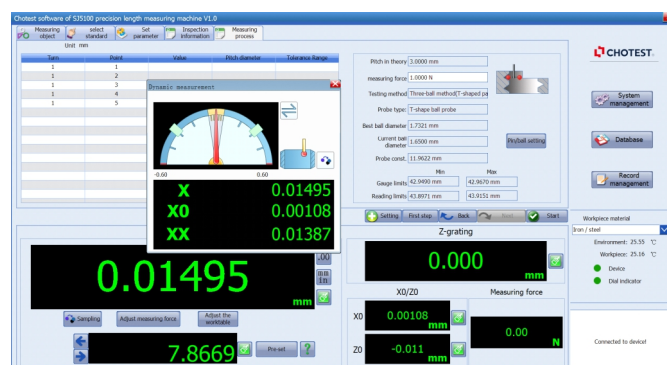 Chotest software of SJ5100 precision length measuring machine V1.0
Measuring object
select standard
Set parameter
Inspection information
Measuring process
Unit mm
Turn Point Value Pitch diameter Tolerance Range
1 1
1 2
1 3
1 4
1 5
Dynamic measurement
-0.60 0.60
X 0.01495
X0 0.00108
XX 0.01387
Pitch in theory 3.0000 mm
measuring force 1.0000 N
Testing method Three-ball method(T-shaped pa
Probe type: T-shape ball probe
Best ball diameter 1.7321 mm
Current ball diameter 1.6500 mm
Pin/ball setting
Probe const. 11.9622 mm
Min Max
Gauge limits 42.9490 mm 42.9670 mm
Reading limits 43.8971 mm 43.9151 mm
Setting First step Back Next Start
CHOTEST
System management
Database
Record management
Workpiece material
Iron / steel
Environment: 25.55 °C
Workpiece: 25.16 °C
Device
Dial indicator
Connected to device!
0.01495
mm
.00
mm
in
Sampling
Adjust measuring force
Adjust the worktable
7.8669
Pre-set
?
Z-grating
0.000
mm
X0/Z0
X0 0.00108
mm
Z0 -0.011
mm
Measuring force
0.00
N